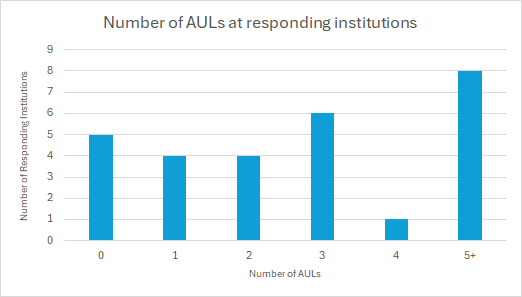 Number of AULs at responding institutions
9
8
7
6
5
4
3
2
1
0
Number of Responding Institutions
0 1 2 3 4 5+
Number of AULs